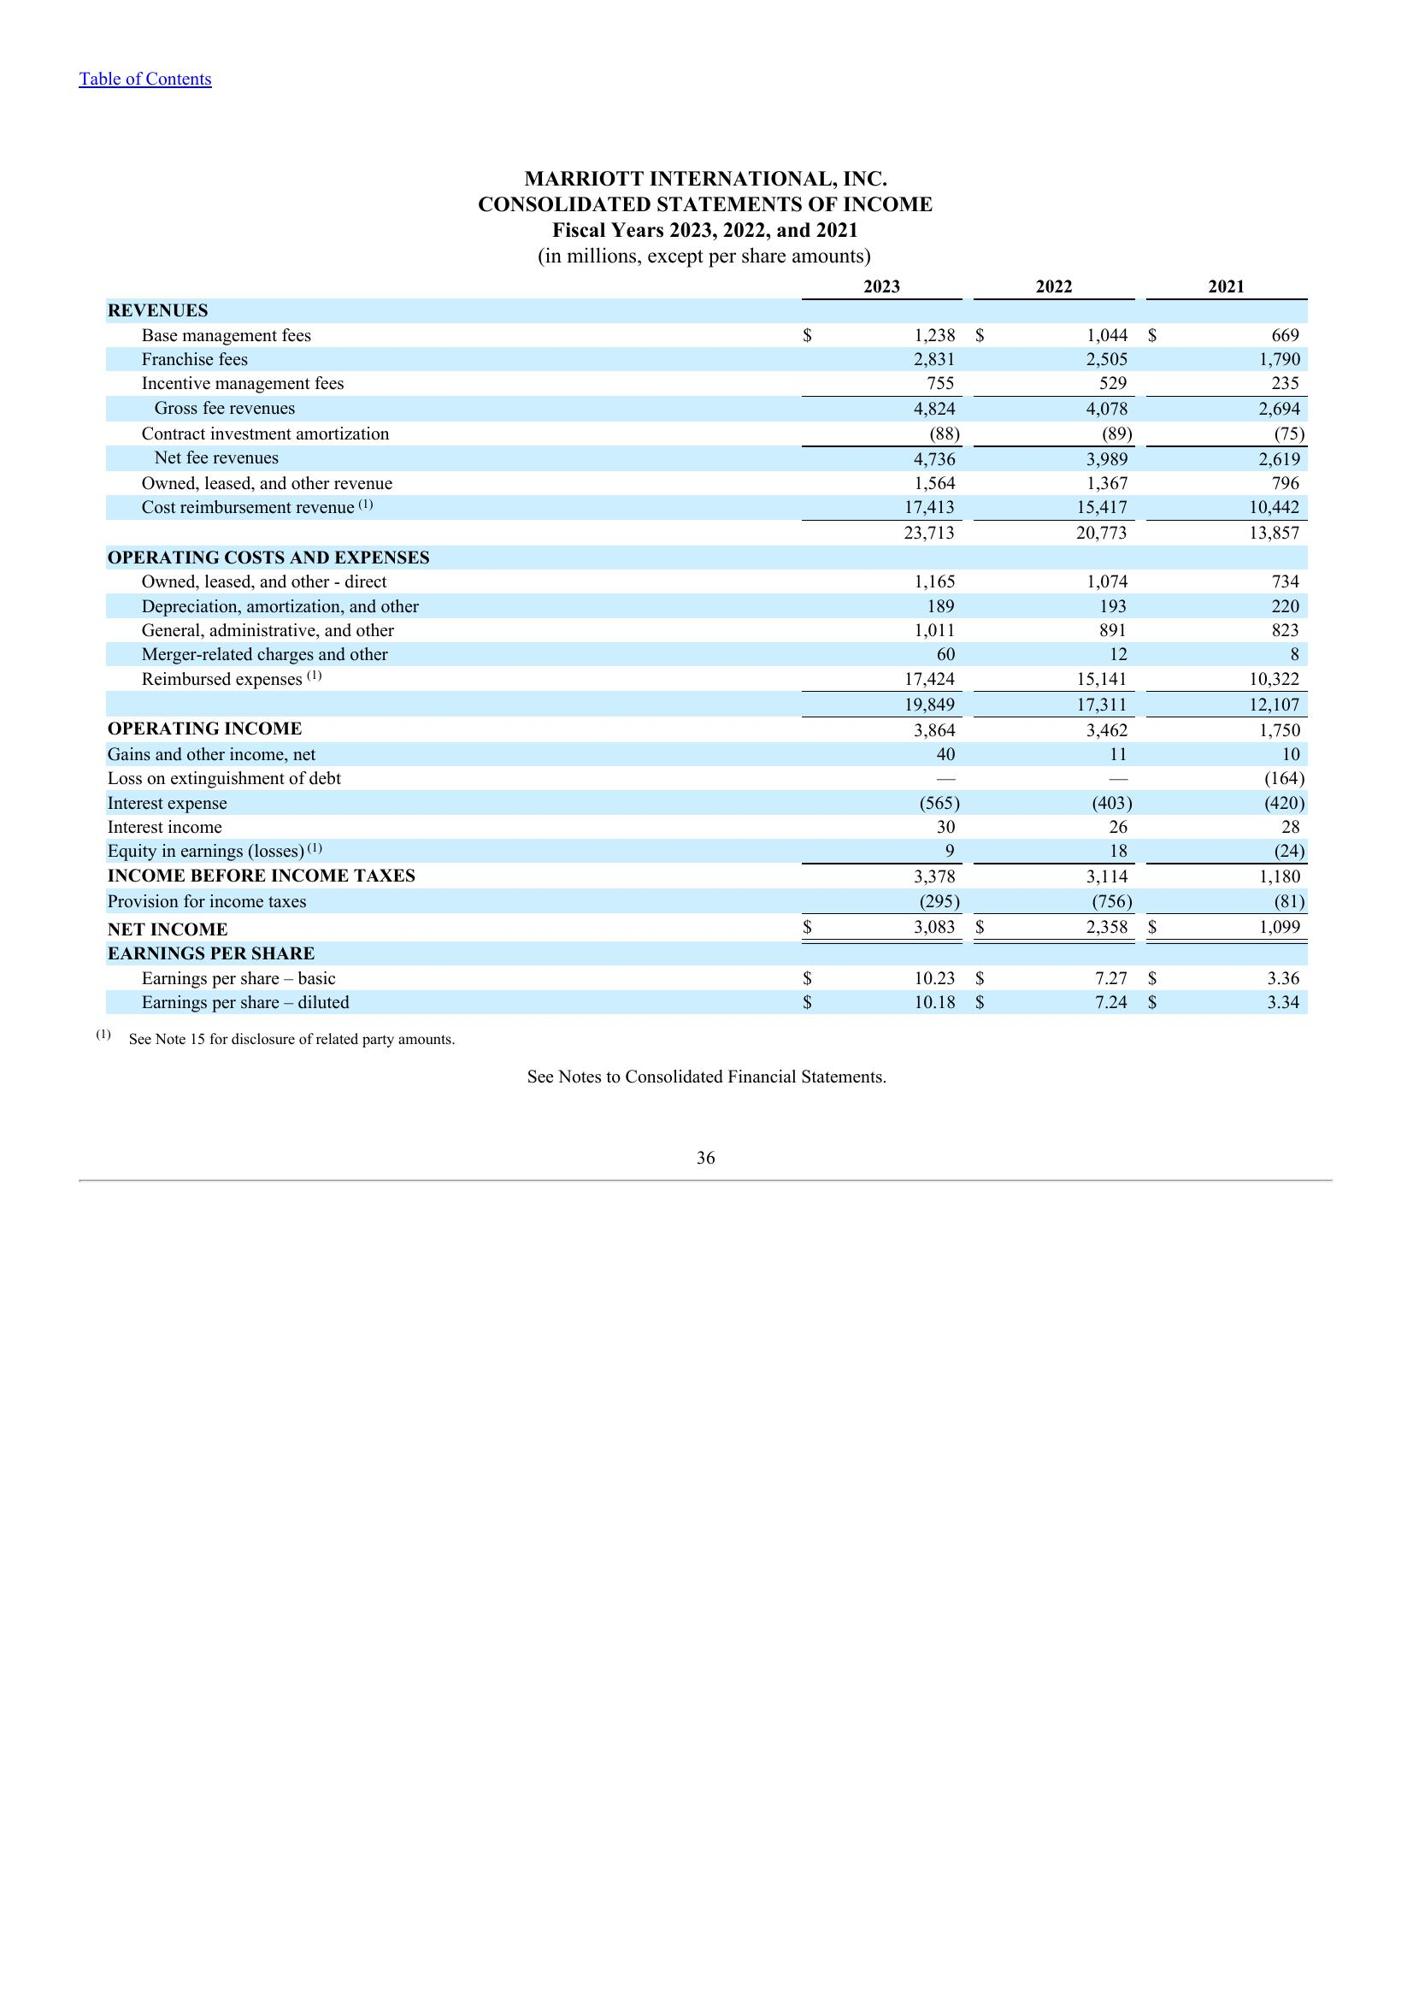 Table of Contents
MARRIOTT INTERNATIONAL, INC.
CONSOLIDATED STATEMENTS OF INCOME
Fiscal Years 2023, 2022, and 2021
(in millions, except per share amounts)
2023 2022 2021
REVENUES
Base management fees $ 1,238 $ 1,044 $ 669
Franchise fees 2,831 2,505 1,790
Incentive management fees 755 529 235
Gross fee revenues 4,824 4,078 2,694
Contract investment amortization (88) (89) (75)
Net fee revenues 4,736 3,989 2,619
Owned, leased, and other revenue 1,564 1,367 796
Cost reimbursement revenue (1) 17,413 15,417 10,442
23,713 20,773 13,857
OPERATING COSTS AND EXPENSES
Owned, leased, and other - direct 1,165 1,074 734
Depreciation, amortization, and other 189 193 220
General, administrative, and other 1,011 891 823
Merger-related charges and other 60 12 8
Reimbursed expenses (1) 17,424 15,141 10,322
19,849 17,311 12,107
OPERATING INCOME 3,864 3,462 1,750
Gains and other income, net 40 11 10
Loss on extinguishment of debt — — (164)
Interest expense (565) (403) (420)
Interest income 30 26 28
Equity in earnings (losses) (1) 9 18 (24)
INCOME BEFORE INCOME TAXES 3,378 3,114 1,180
Provision for income taxes (295) (756) (81)
NET INCOME $ 3,083 $ 2,358 $ 1,099
EARNINGS PER SHARE
Earnings per share – basic $ 10.23 $ 7.27 $ 3.36
Earnings per share – diluted $ 10.18 $ 7.24 $ 3.34
(1) See Note 15 for disclosure of related party amounts.
See Notes to Consolidated Financial Statements.
36